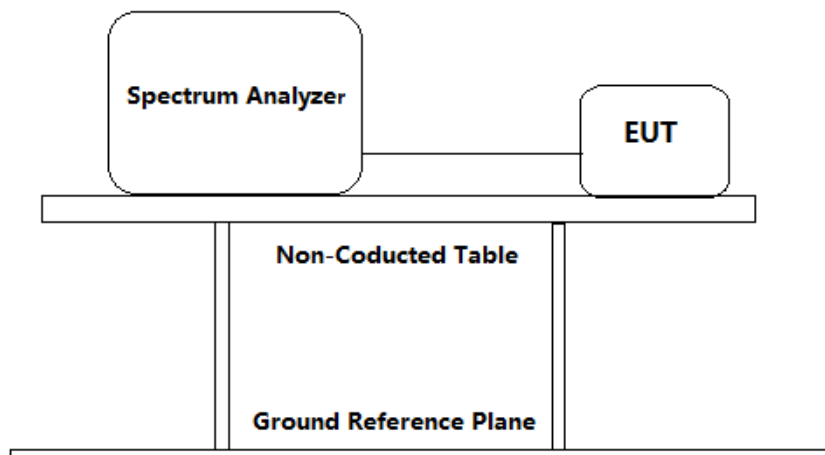 Spectrum Analyzer
EUT
Non-Coducted Table
Ground Reference Plane